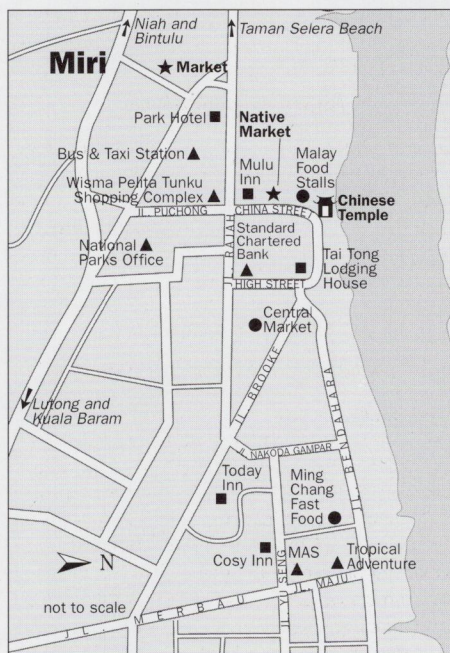 Niah and
Bintulu
Taman Selera Beach
Miri
Market
Park Hotel
Native
Market
Bus & Taxi Station
Mulu
Inn
Malay
Food
Stalls
Wisma Pelita Tunku
Shopping Complex
Chinese
Temple
JL. PUCHONG
CHINA STREET
National
Parks Office
JL. RAJAH
Standard
Chartered
Bank
Tai Tong
Lodging
House
HIGH STREET
Central
Market
JL. BROOKE
Lutong and
Kuala Baram
JL. BENDAHARA
JL. NAKODA GAMPAR
Today
Inn
Ming
Chang
Fast
Food
N
Cosy Inn
MAS
Tropical
Adventure
JL. YU SENG
JL. MAJU
not to scale
JL. MERBAU